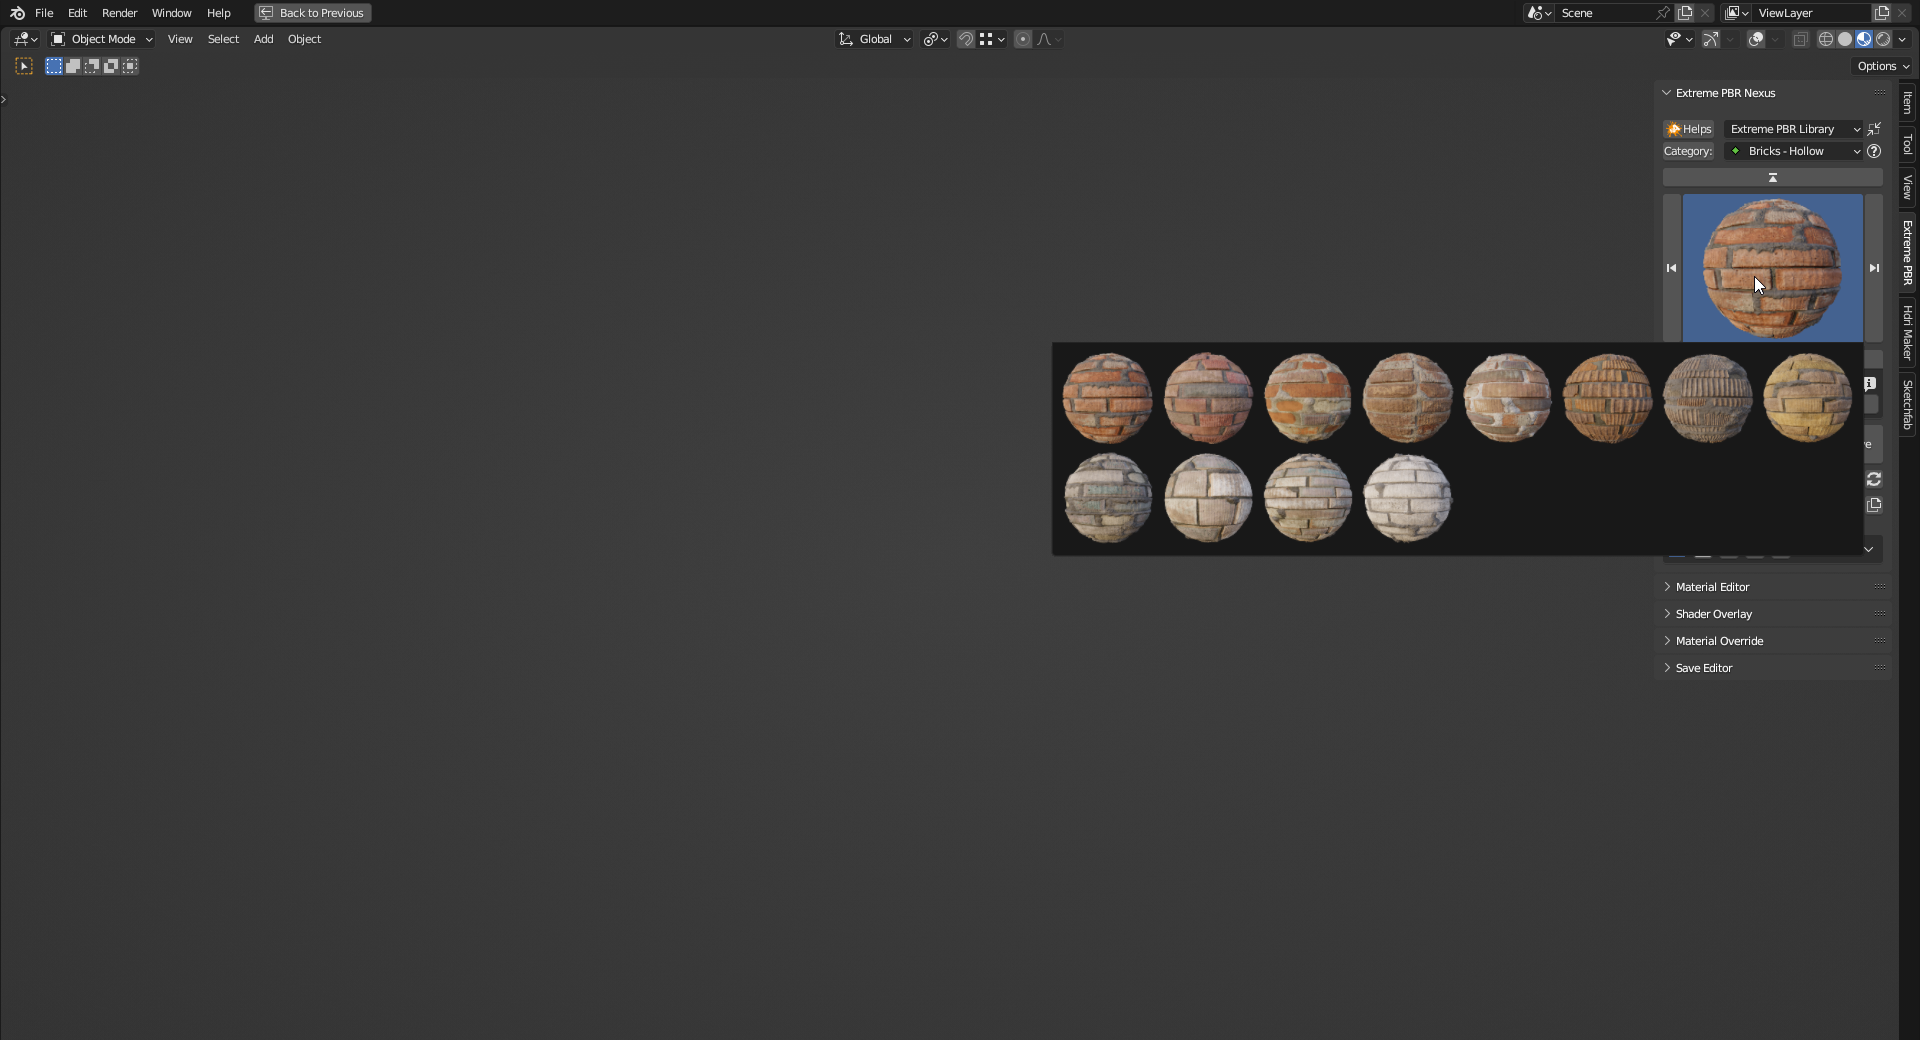 File Edit Render Window Help Back to Previous Scene ViewLayer
Object Mode View Select Add Object Global
Options
Extreme PBR Nexus
Helps Extreme PBR Library
Category: Bricks - Hollow
Material Editor
Shader Overlay
Material Override
Save Editor
Item
Tool
View
Extreme PBR
Hdri Maker
Sketchfab